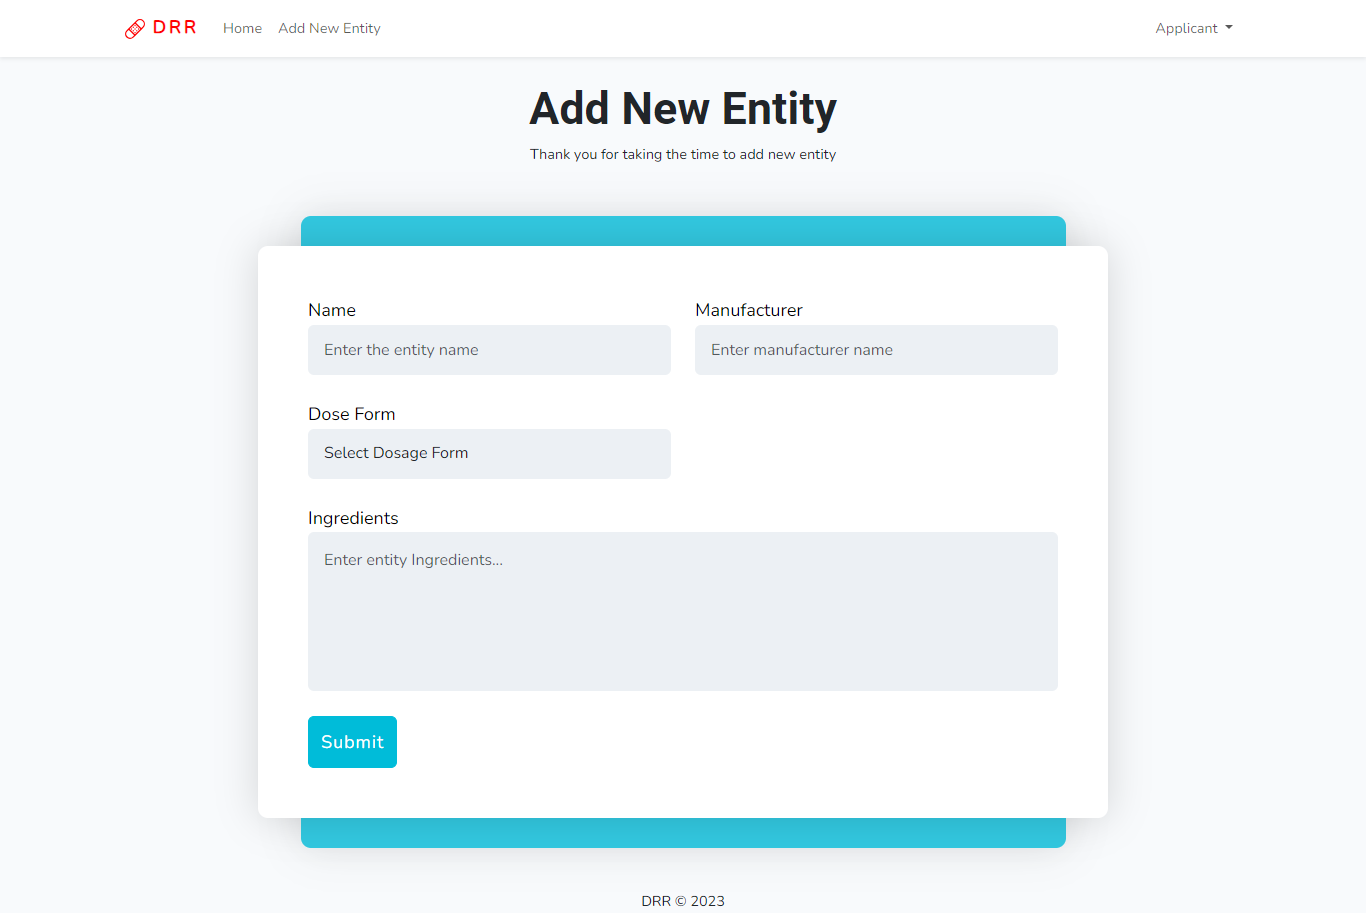 DRR Home Add New Entity Applicant
Add New Entity
Thank you for taking the time to add new entity
Name Manufacturer
Enter the entity name Enter manufacturer name
Dose Form
Select Dosage Form
Ingredients
Enter entity Ingredients...
Submit
DRR © 2023